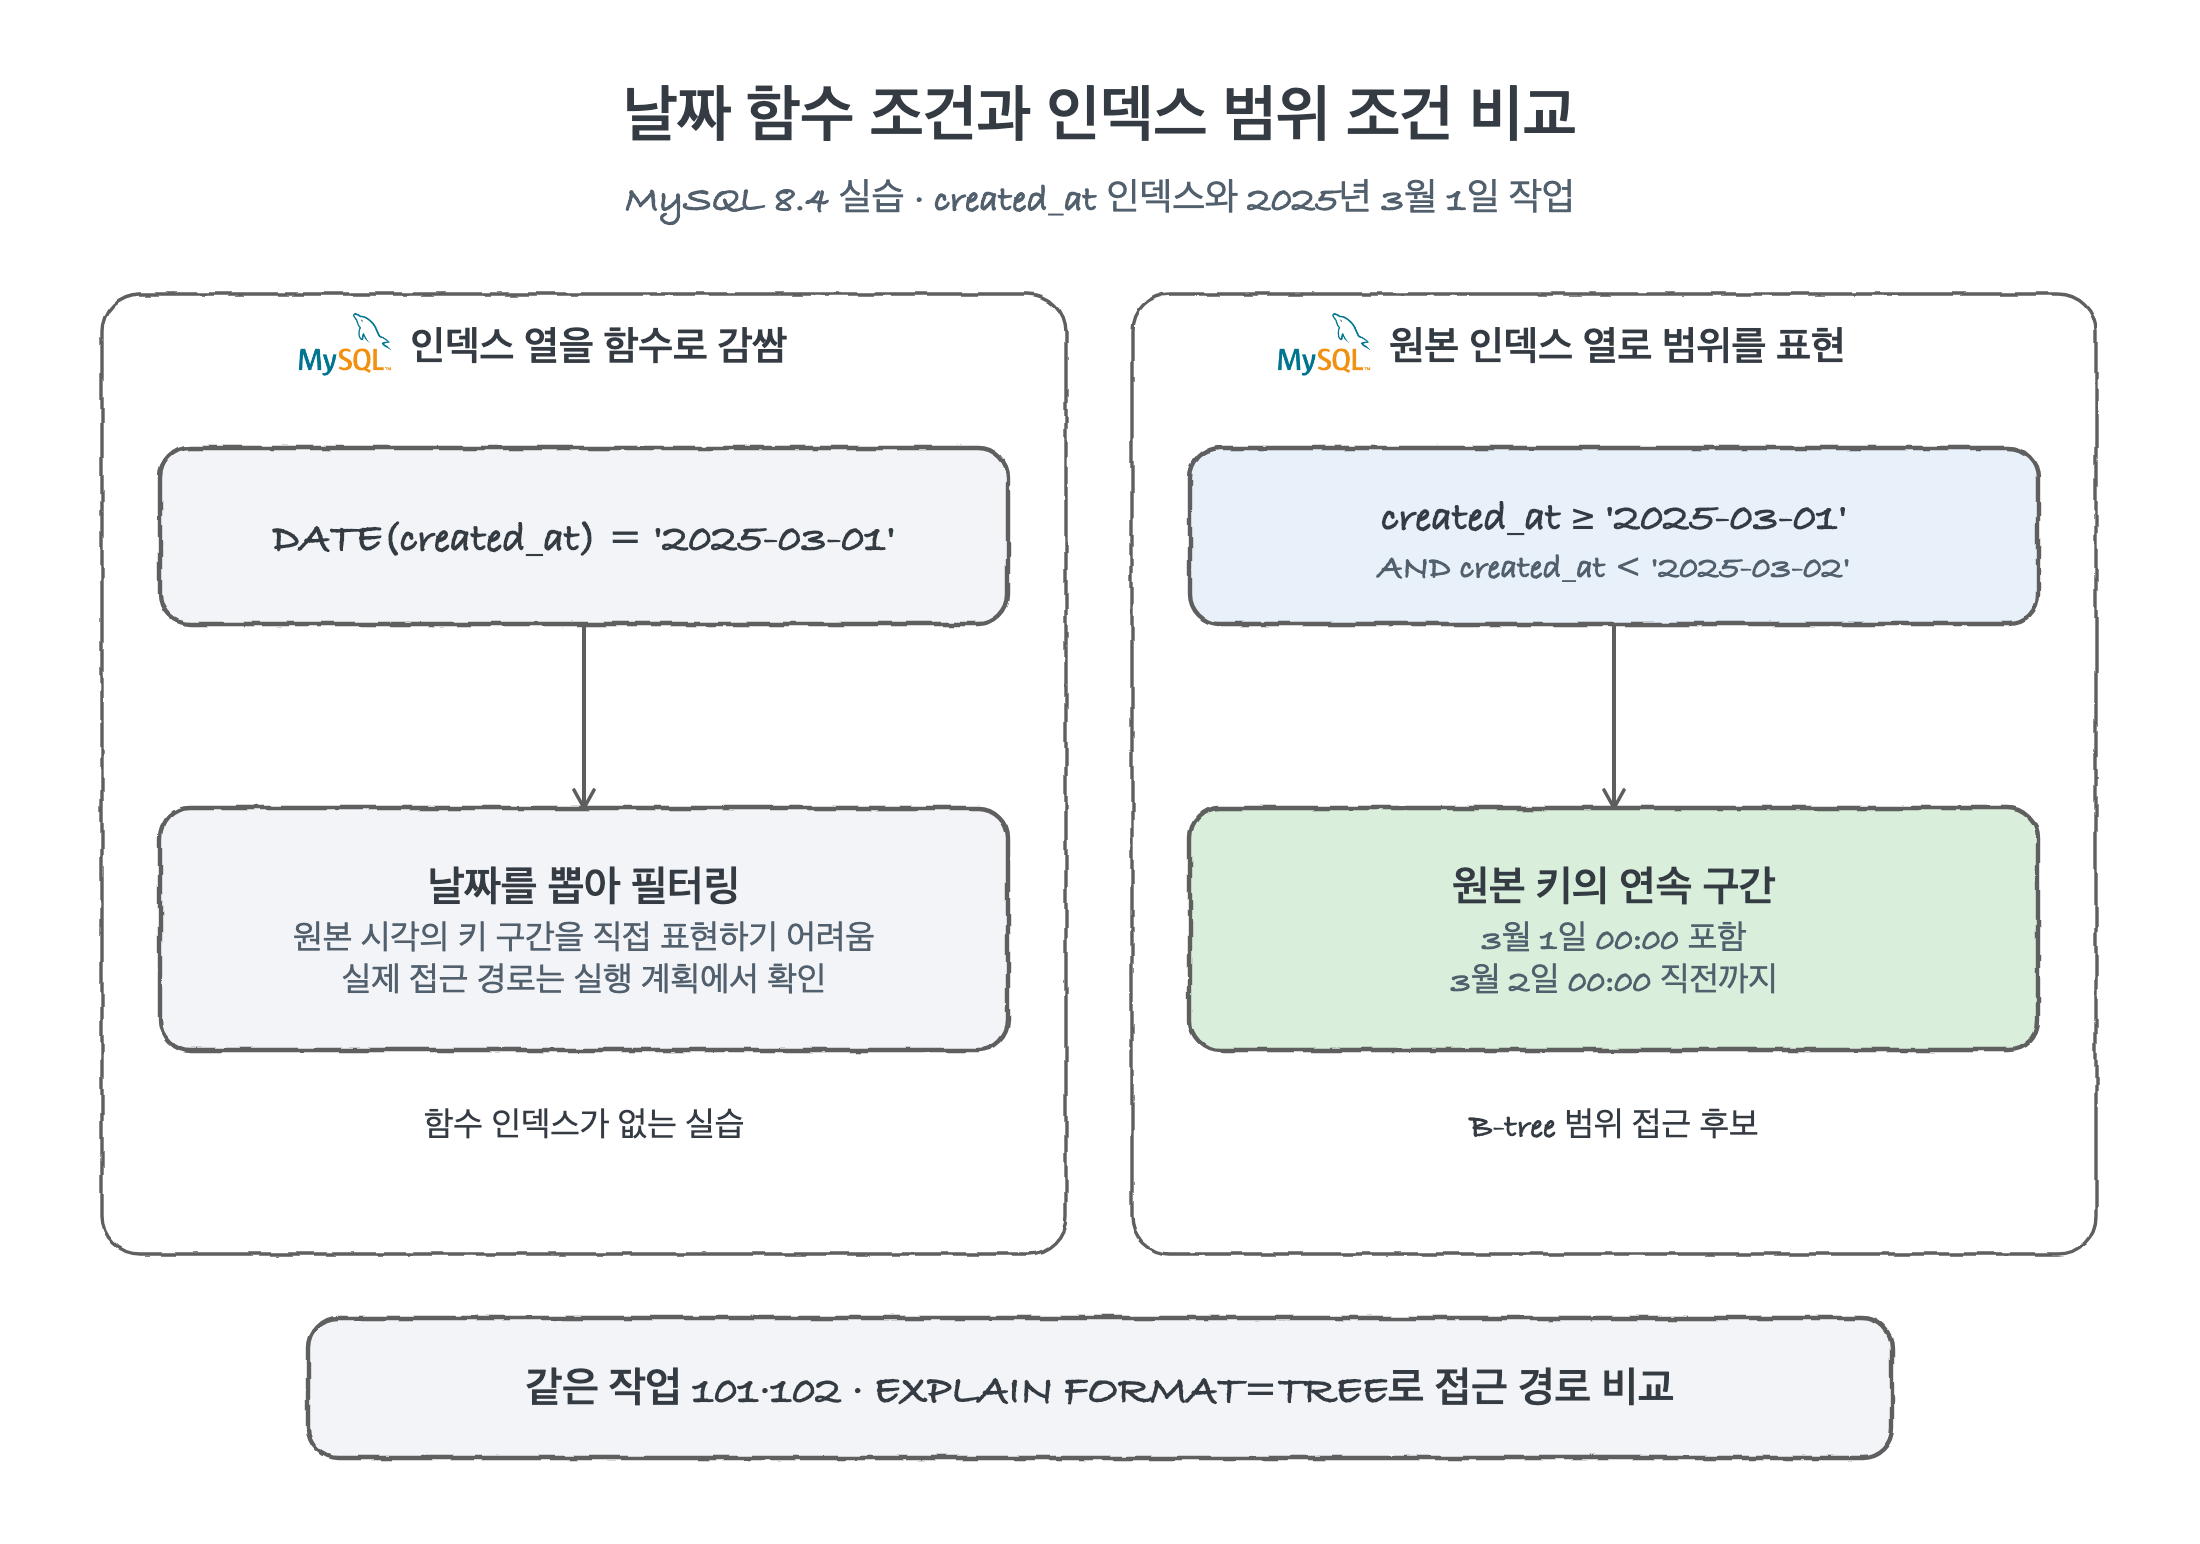 날짜 함수 조건과 인덱스 범위 조건 비교
MySQL 8.4 실습 · created_at 인덱스와 2025년 3월 1일 작업
MySQL™ 인덱스 열을 함수로 감쌈
DATE(created_at) = '2025-03-01'
날짜를 뽑아 필터링
원본 시각의 키 구간을 직접 표현하기 어려움
실제 접근 경로는 실행 계획에서 확인
함수 인덱스가 없는 실습
MySQL™ 원본 인덱스 열로 범위를 표현
created_at ≥ '2025-03-01'
AND created_at < '2025-03-02'
원본 키의 연속 구간
3월 1일 00:00 포함
3월 2일 00:00 직전까지
B-tree 범위 접근 후보
같은 작업 101·102 · EXPLAIN FORMAT=TREE로 접근 경로 비교